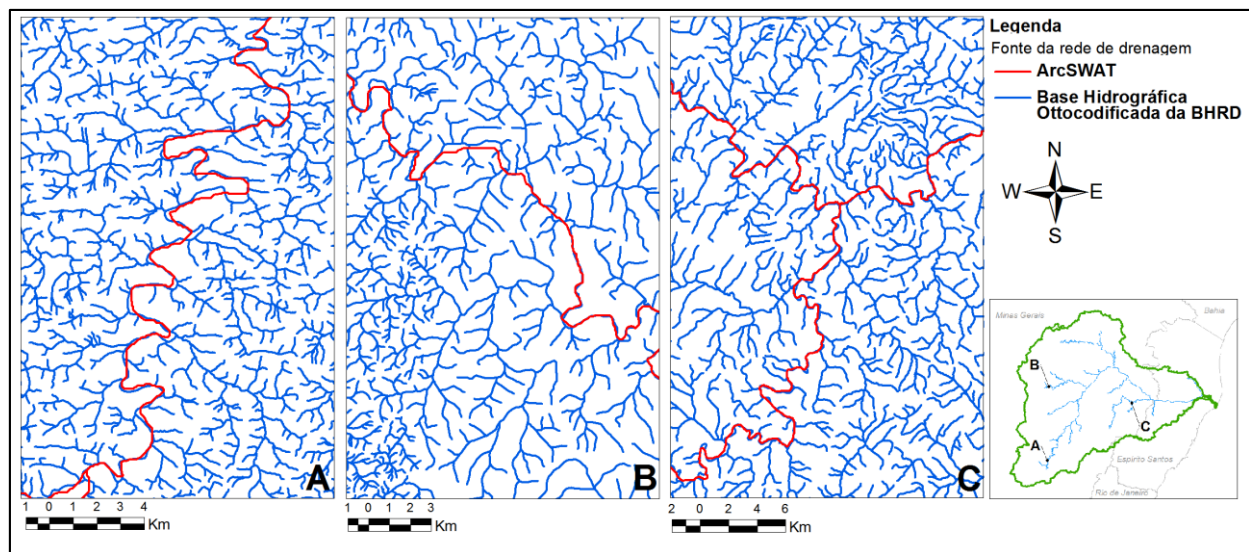 A
1 0 1 2 3 4
Km
B
1 0 1 2 3
Km
C
2 0 2 4 6
Km
Legenda
Fonte da rede de drenagem
ArcSWAT
Base Hidrográfica
Ottocodificada da BHRD
N
W E
S
Minas Gerais
Bahia
B
A
C
Espírito Santos
Rio de Janeiro